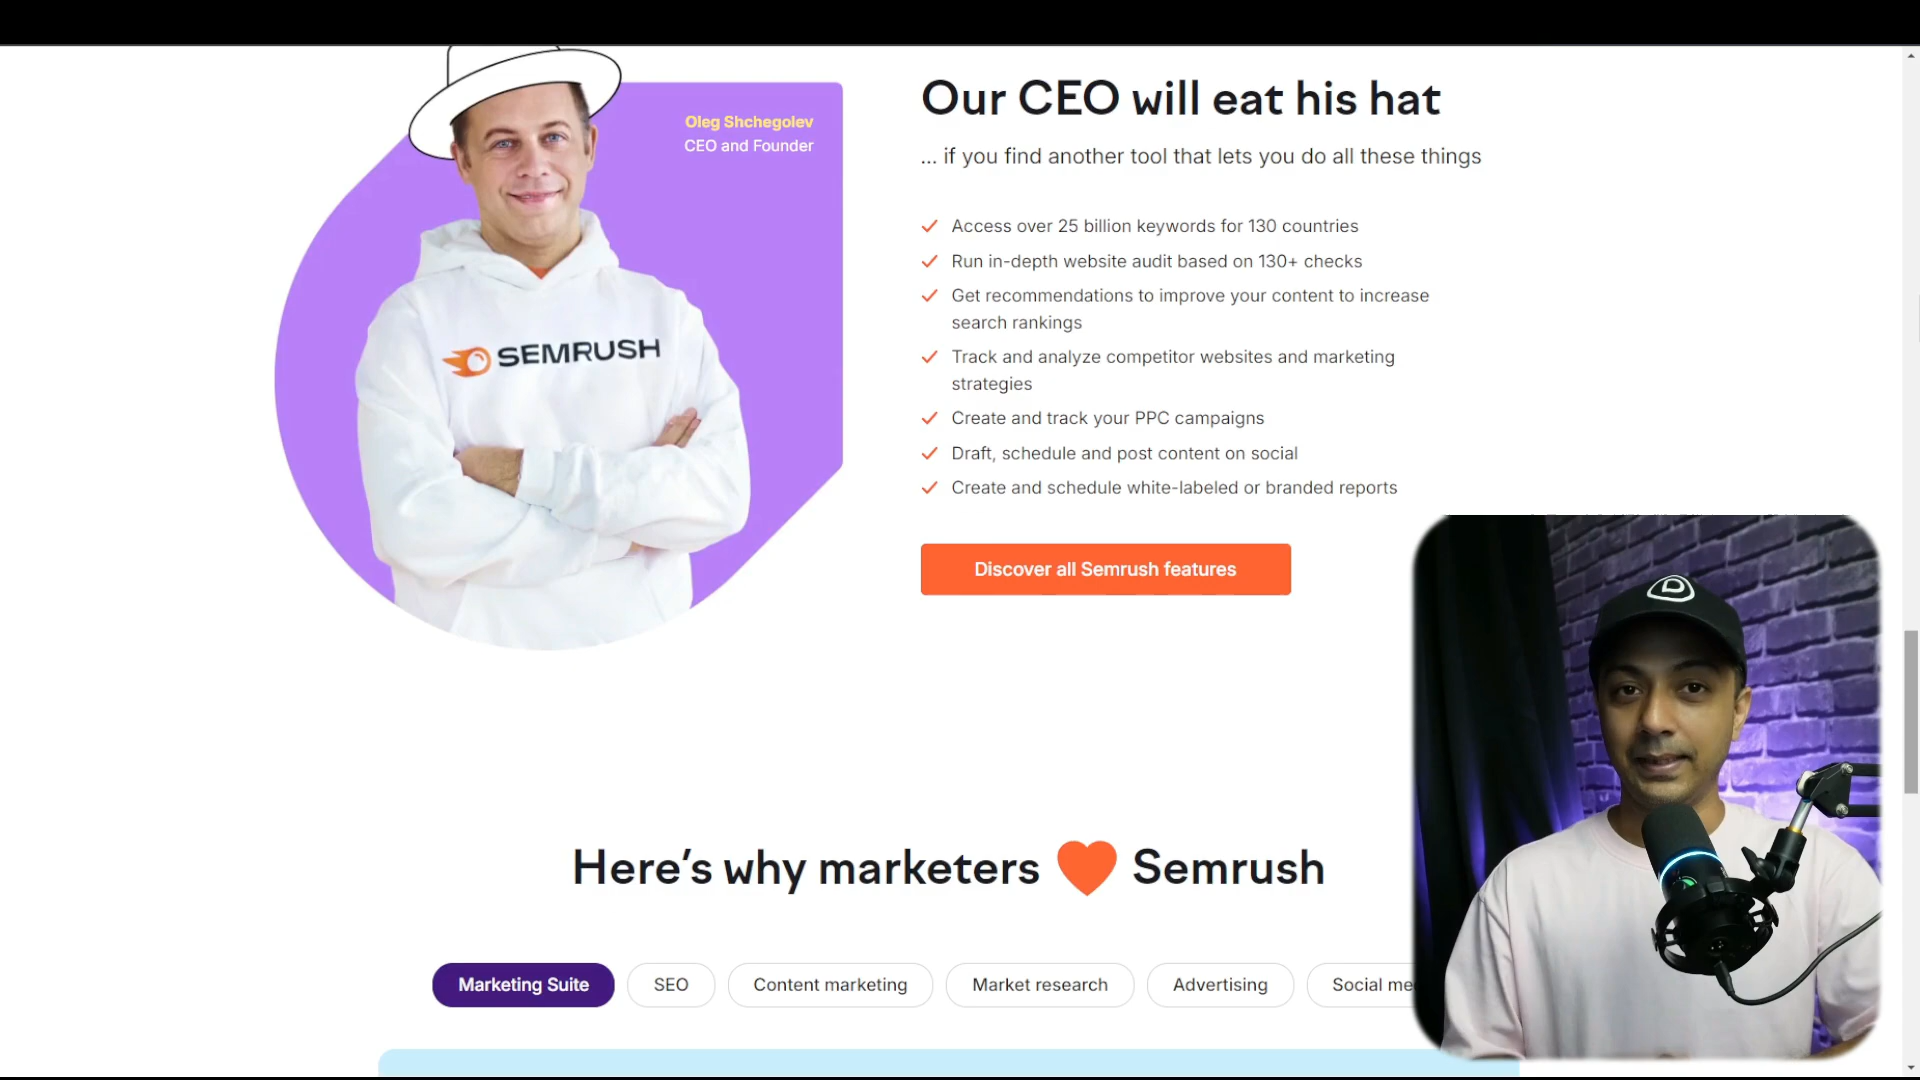 Oleg Shchegolev
CEO and Founder
SEMRUSH
Our CEO will eat his hat
... if you find another tool that lets you do all these things
Access over 25 billion keywords for 130 countries
Run in-depth website audit based on 130+ checks
Get recommendations to improve your content to increase
search rankings
Track and analyze competitor websites and marketing
strategies
Create and track your PPC campaigns
Draft, schedule and post content on social
Create and schedule white-labeled or branded reports
Discover all Semrush features
Here's why marketers Semrush
Marketing Suite
SEO
Content marketing
Market research
Advertising
Social me